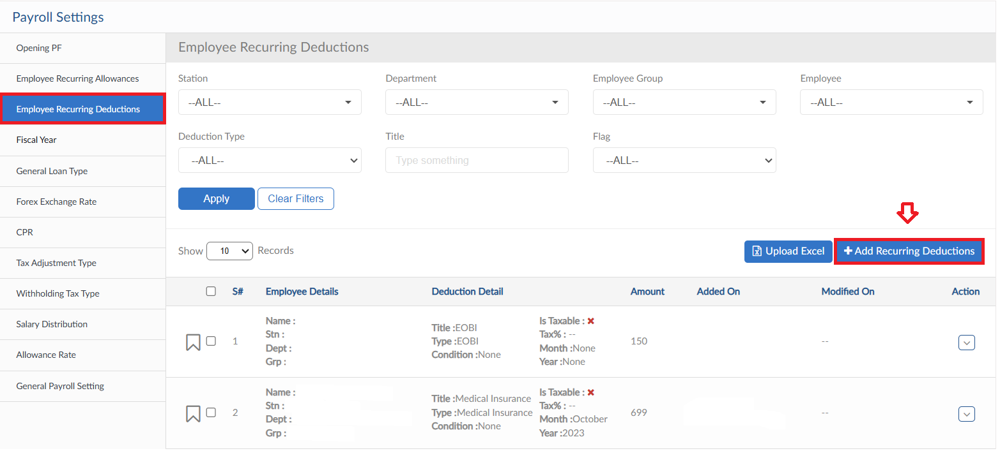 Payroll Settings
Opening PF
Employee Recurring Allowances
Employee Recurring Deductions
Fiscal Year
General Loan Type
Forex Exchange Rate
CPR
Tax Adjustment Type
Withholding Tax Type
Salary Distribution
Allowance Rate
General Payroll Setting
Employee Recurring Deductions
Station Department Employee Group Employee
--ALL-- --ALL-- --ALL-- --ALL--
Deduction Type Title Flag
--ALL-- Type something --ALL--
Apply Clear Filters
Show 10 Records Upload Excel Add Recurring Deductions
S# Employee Details Deduction Detail Amount Added On Modified On Action
1
Name :
Stn :
Dept :
Grp :
Title :EOBI
Type :EOBI
Condition :None
Is Taxable :
Tax% : --
Month :None
Year :None
150 --
2
Name :
Stn :
Dept :
Grp :
Title :Medical Insurance
Type :Medical Insurance
Condition :None
Is Taxable :
Tax% : --
Month :October
Year :2023
699 --